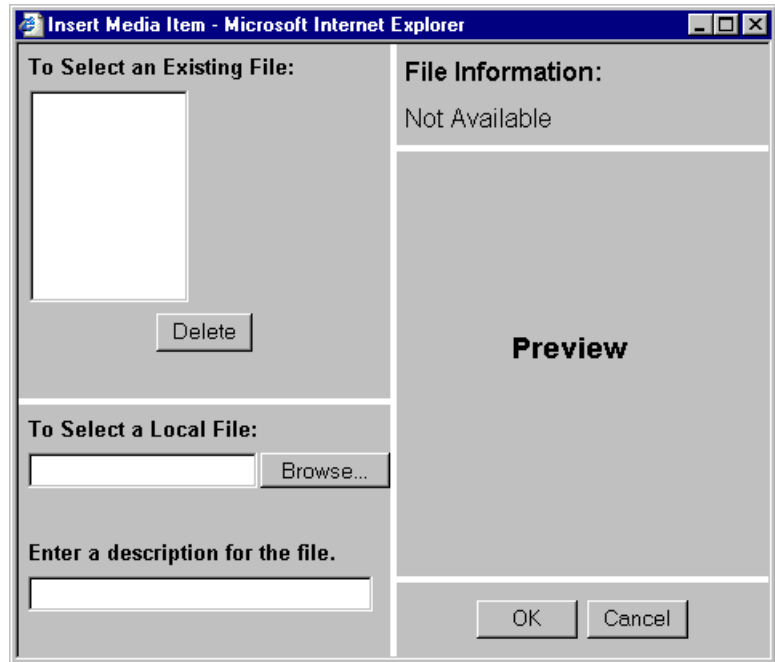 Insert Media Item - Microsoft Internet Explorer
To Select an Existing File:
Delete
To Select a Local File:
Browse...
Enter a description for the file.
File Information:
Not Available
Preview
OK
Cancel